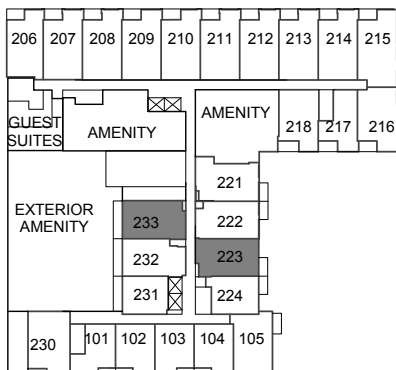 206 207 208 209 210 211 212 213 214 215
GUEST
SUITES
AMENITY
AMENITY
218 217 216
221
EXTERIOR
AMENITY
233
222
232
223
231
224
230
101 102 103 104 105